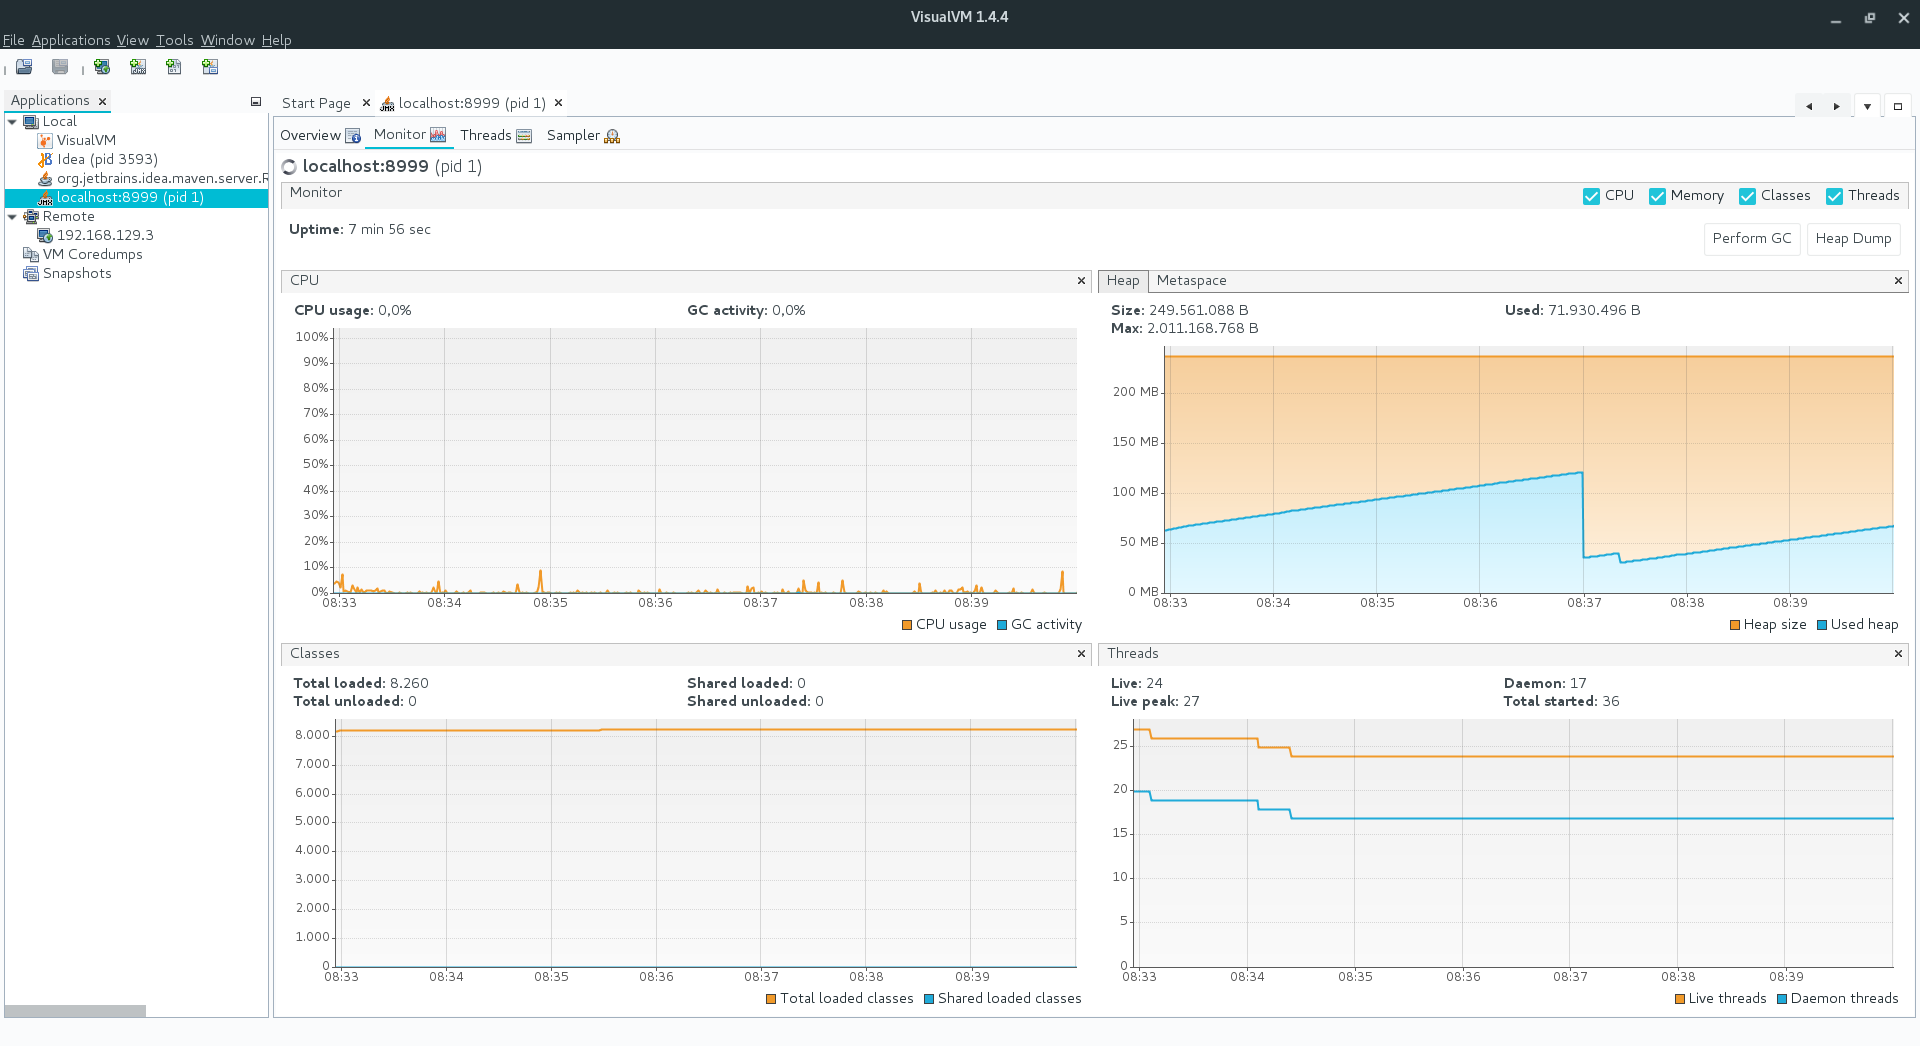 VisualVM 1.4.4
File Applications View Tools Window Help
Applications
Start Page localhost:8999 (pid 1)
Local
VisualVM
Idea (pid 3593)
org.jetbrains.idea.maven.server.R
localhost:8999 (pid 1)
Remote
192.168.129.3
VM Coredumps
Snapshots
Overview Monitor Threads Sampler
localhost:8999 (pid 1)
Monitor CPU Memory Classes Threads
Uptime: 7 min 56 sec
Perform GC Heap Dump
CPU
CPU usage: 0,0% GC activity: 0,0%
100%
90%
80%
70%
60%
50%
40%
30%
20%
10%
0%
08:33 08:34 08:35 08:36 08:37 08:38 08:39
CPU usage GC activity
Heap Metaspace
Size: 249.561.088 B Used: 71.930.496 B
Max: 2.011.168.768 B
200 MB
150 MB
100 MB
50 MB
0 MB
08:33 08:34 08:35 08:36 08:37 08:38 08:39
Heap size Used heap
Classes
Total loaded: 8.260 Shared loaded: 0
Total unloaded: 0 Shared unloaded: 0
8.000
7.000
6.000
5.000
4.000
3.000
2.000
1.000
0
08:33 08:34 08:35 08:36 08:37 08:38 08:39
Total loaded classes Shared loaded classes
Threads
Live: 24 Daemon: 17
Live peak: 27 Total started: 36
25
20
15
10
5
0
08:33 08:34 08:35 08:36 08:37 08:38 08:39
Live threads Daemon threads